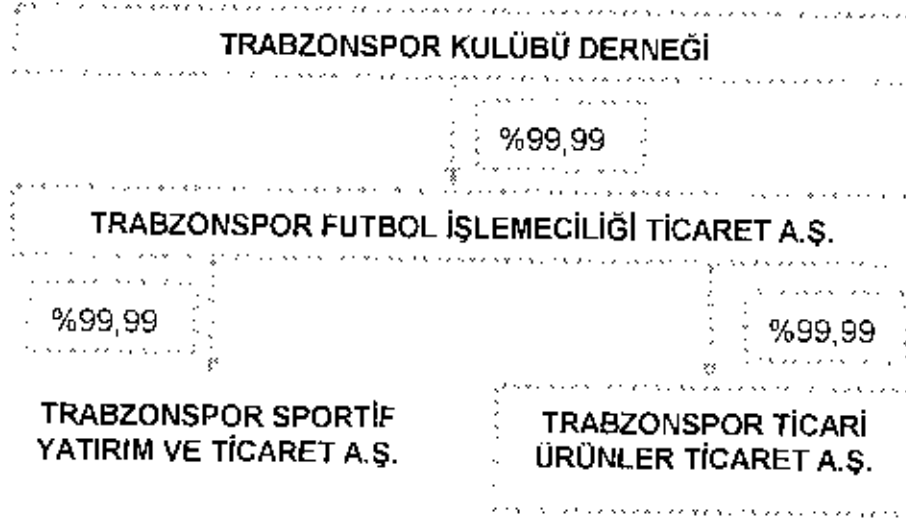 TRABZONSPOR KULÜBÜ DERNEĞİ
%99,99
TRABZONSPOR FUTBOL İŞLEMECİLİĞİ TİCARET A.Ş.
%99,99
%99,99
TRABZONSPOR SPORTİF
YATIRIM VE TİCARET A.Ş.
TRABZONSPOR TİCARİ
ÜRÜNLER TİCARET A.Ş.